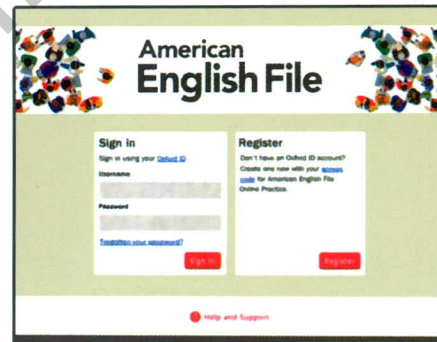 American
English File
Sign in
Sign in using your Oxford ID
Username
Password
Forgotten your password?
Sign in
Register
Don't have an Oxford ID account?
Create one now with your access
code for American English File
Online Practice.
Register
Help and Support